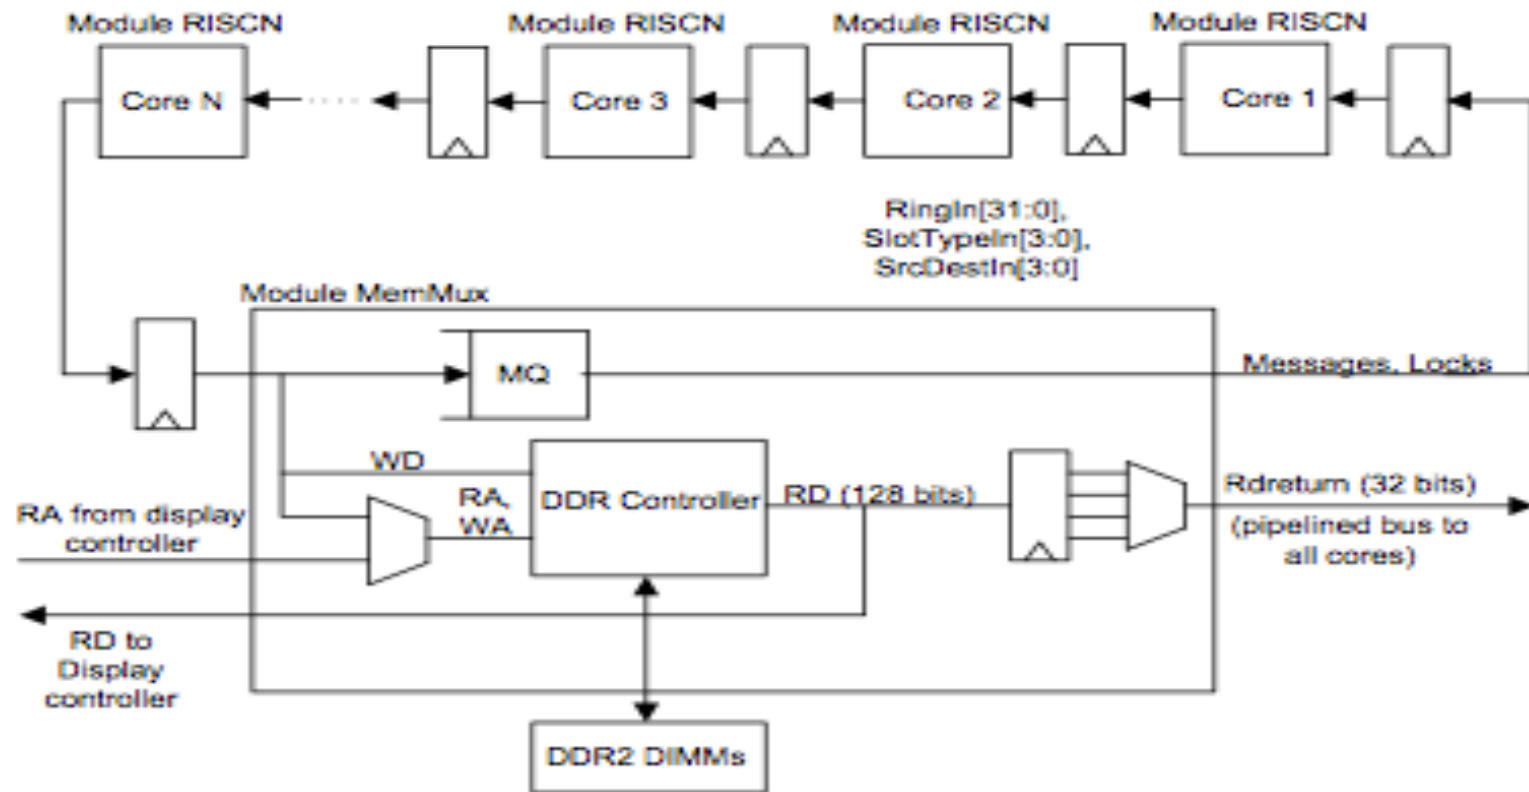 Module RISCN
Module RISCN
Module RISCN
Module RISCN
Core N
Core 3
Core 2
Core 1
RingIn[31:0],
SlotTypeIn[3:0],
SrcDestIn[3:0]
Module MemMux
MQ
Messages, Locks
WD
DDR Controller
RD (128 bits)
Rdreturn (32 bits)
(pipelined bus to
all cores)
RA,
WA
RA from display
controller
RD to
Display
controller
DDR2 DIMMs